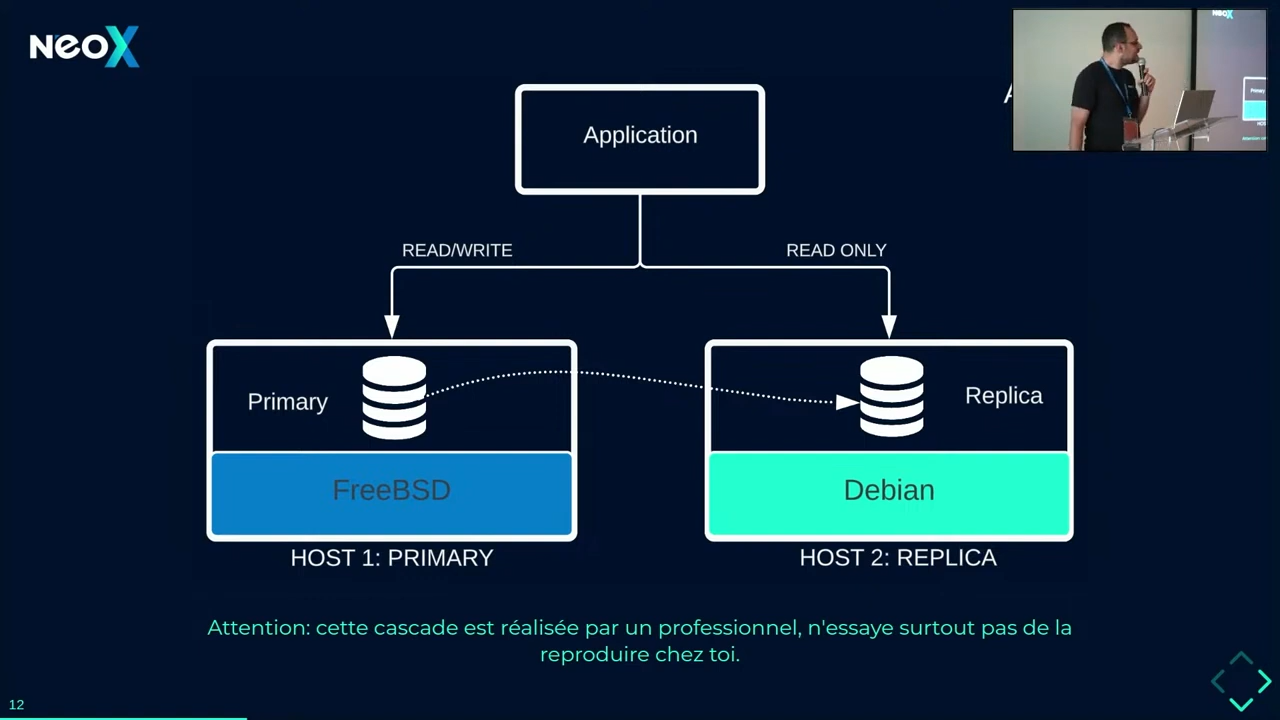 NEOX
A
Application
READ/WRITE
READ ONLY
Primary
Replica
FreeBSD
Debian
HOST 1: PRIMARY
HOST 2: REPLICA
Attention: cette cascade est réalisée par un professionnel, n'essaye surtout pas de la
reproduire chez toi.
12